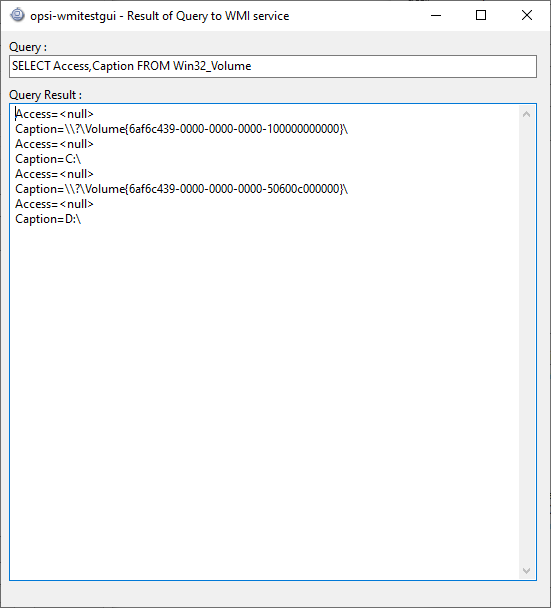 opsi-wmitestgui - Result of Query to WMI service
Query :
SELECT Access,Caption FROM Win32_Volume
Query Result :
Access=<null>
Caption=\\?\Volume{6af6c439-0000-0000-0000-100000000000}\
Access=<null>
Caption=C:\
Access=<null>
Caption=\\?\Volume{6af6c439-0000-0000-0000-50600c000000}\
Access=<null>
Caption=D:\